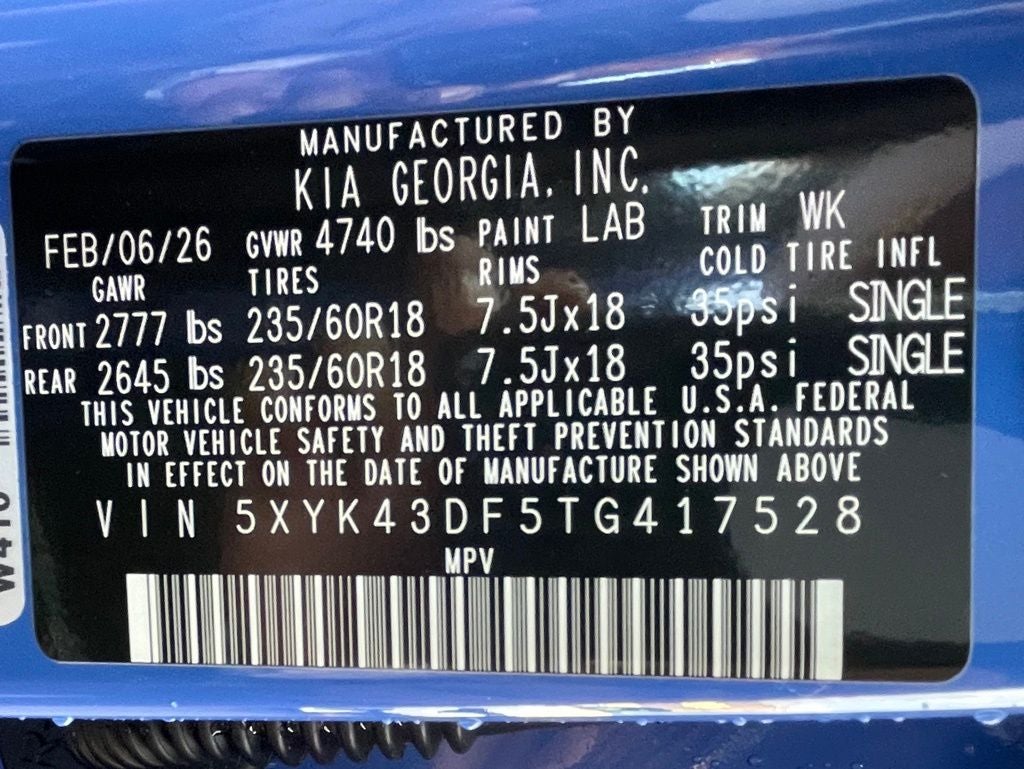 MANUFACTURED BY
KIA GEORGIA, INC.
FEB/06/26 GVWR 4740 lbs PAINT LAB TRIM WK
GAWR TIRES RIMS COLD TIRE INFL
FRONT 2777 lbs 235/60R18 7.5Jx18 35psi SINGLE
REAR 2645 lbs 235/60R18 7.5Jx18 35psi SINGLE
THIS VEHICLE CONFORMS TO ALL APPLICABLE U.S.A. FEDERAL
MOTOR VEHICLE SAFETY AND THEFT PREVENTION STANDARDS
IN EFFECT ON THE DATE OF MANUFACTURE SHOWN ABOVE
VIN 5XYK43DF5TG417528
MPV